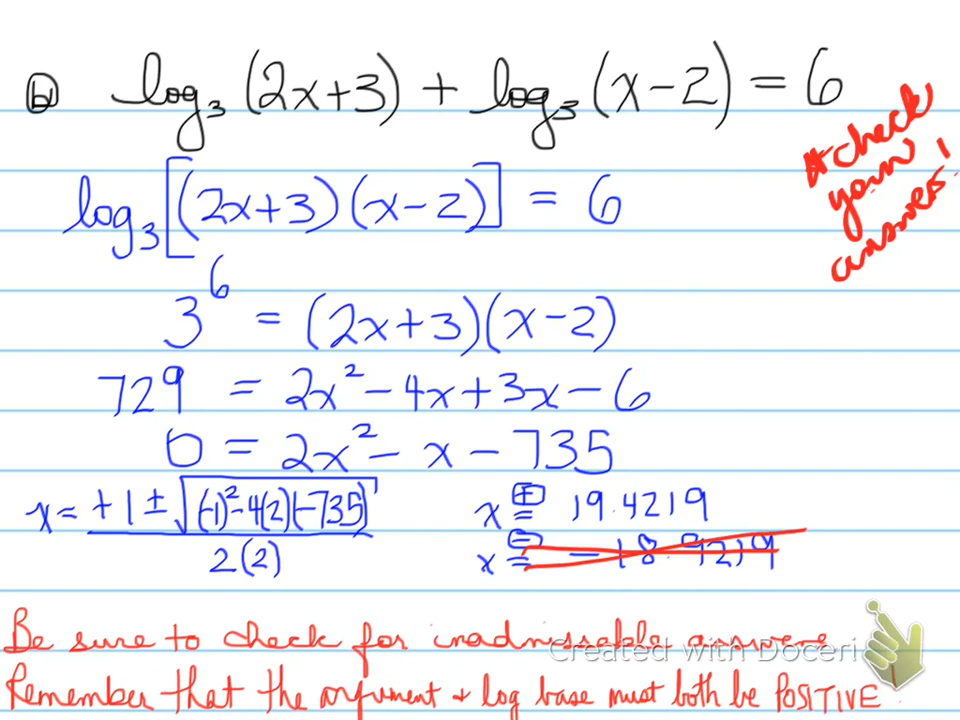 b) log₃(2x+3) + log₃(x-2) = 6
* check your answers!
log₃[(2x+3)(x-2)] = 6
3⁶ = (2x+3)(x-2)
729 = 2x² - 4x + 3x - 6
0 = 2x² - x - 735
x = +1 ± √((-1)² - 4(2)(-735)) / 2(2)
x ≐ 19.4219
x ≐ -18.9219
Be sure to check for inadmissable answers
Created with Doceri
Remember that the argument + log base must both be POSITIVE